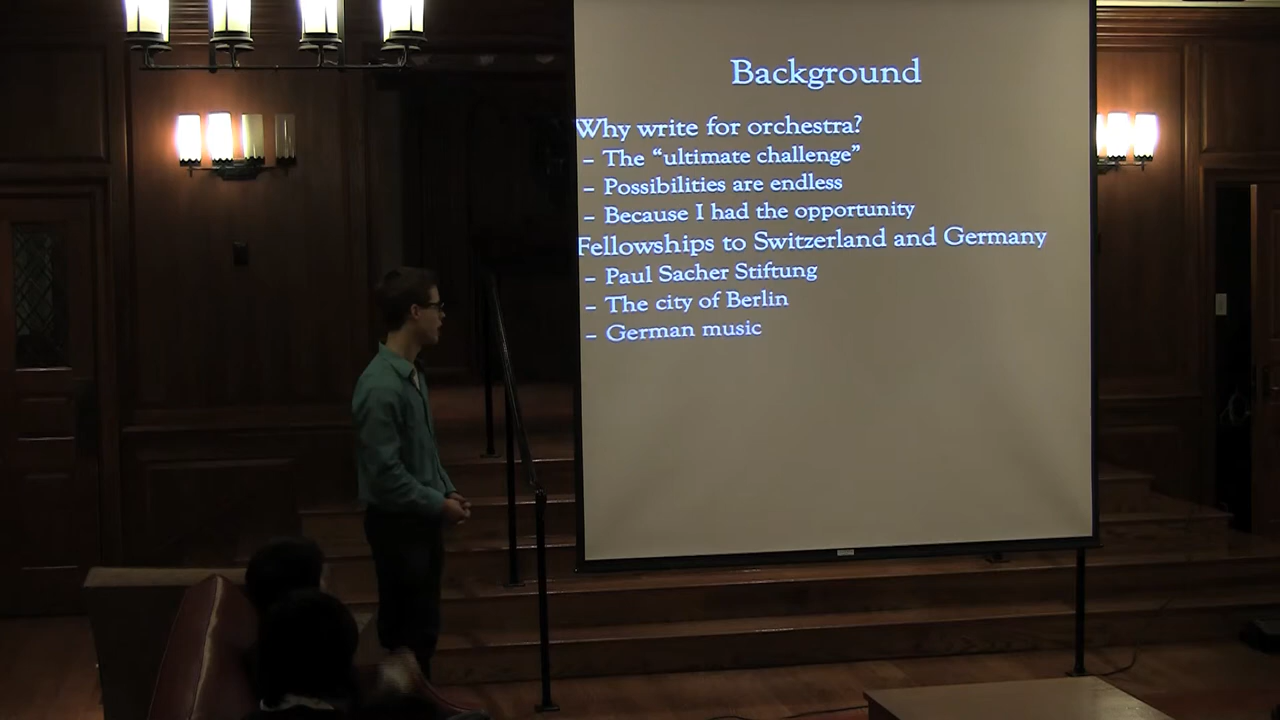 Background
Why write for orchestra?
– The “ultimate challenge”
– Possibilities are endless
– Because I had the opportunity
Fellowships to Switzerland and Germany
– Paul Sacher Stiftung
– The city of Berlin
– German music